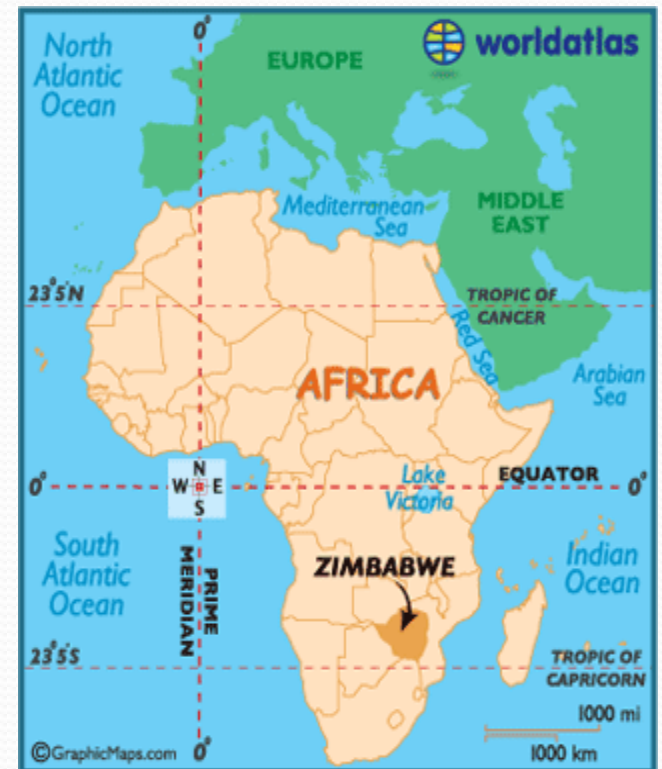 0°
worldatlas
North
Atlantic
Ocean
EUROPE
Mediterranean
Sea
MIDDLE
EAST
23°5'N
TROPIC OF
CANCER
Red Sea
AFRICA
Arabian
Sea
N
W E
S
0°
Lake
Victoria
EQUATOR
0°
South
Atlantic
Ocean
PRIME
MERIDIAN
ZIMBABWE
Indian
Ocean
23°5'S
TROPIC OF
CAPRICORN
1000 mi
1000 km
©GraphicMaps.com
0°